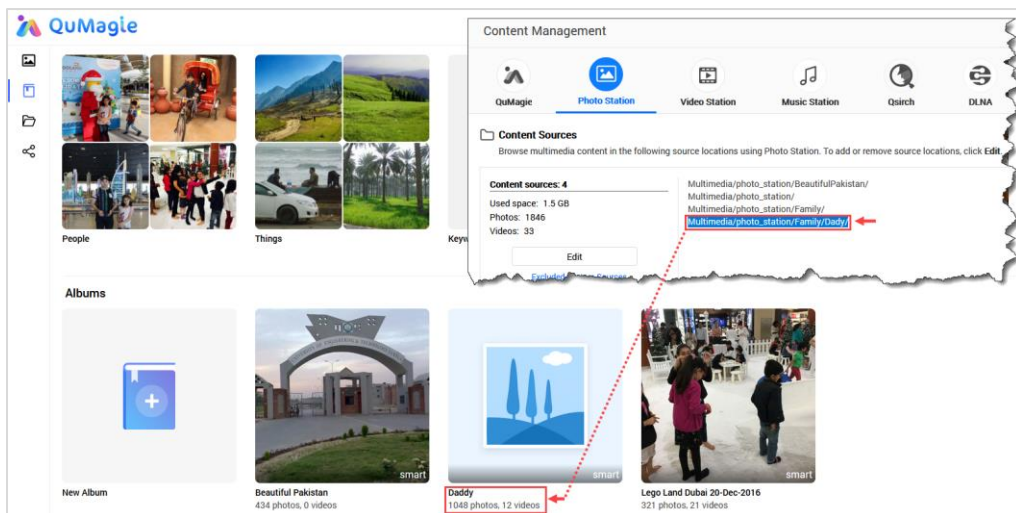 QuMagie
Content Management
QuMagie
Photo Station
Video Station
Music Station
Qsirch
DLNA
Content Sources
Browse multimedia content in the following source locations using Photo Station. To add or remove source locations, click Edit.
Content sources: 4
Used space: 1.5 GB
Photos: 1846
Videos: 33
Edit
Excluded
Sources
Multimedia/photo_station/BeautifulPakistan/
Multimedia/photo_station/
Multimedia/photo_station/Family/
Multimedia/photo_station/Family/Dady/
People
Things
Albums
New Album
smart
Beautiful Pakistan
434 photos, 0 videos
smart
Daddy
1048 photos, 12 videos
smart
Lego Land Dubai 20-Dec-2016
321 photos, 21 videos